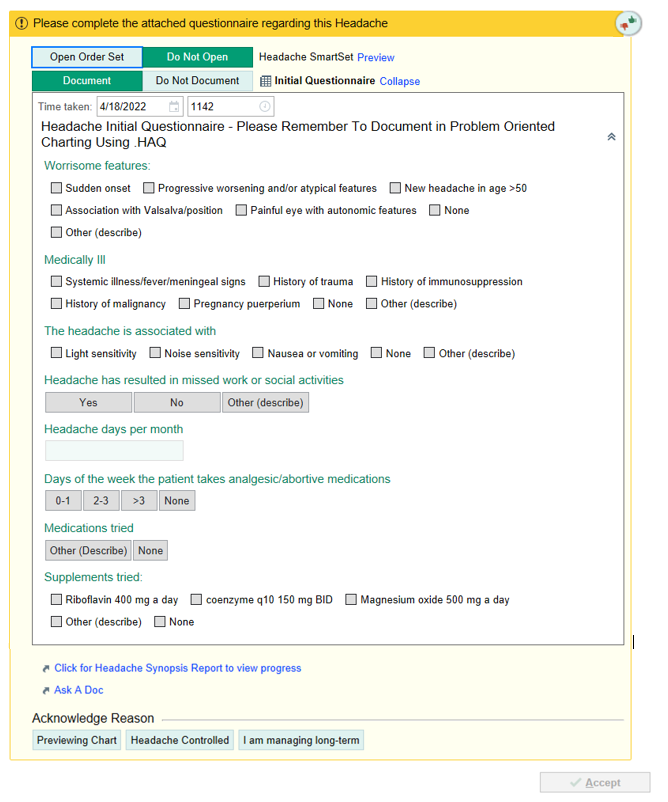 Please complete the attached questionnaire regarding this Headache
Open Order Set Do Not Open Headache SmartSet Preview
Document Do Not Document Initial Questionnaire Collapse
Time taken: 4/18/2022 1142
Headache Initial Questionnaire - Please Remember To Document in Problem Oriented
Charting Using .HAQ
Worrisome features:
Sudden onset Progressive worsening and/or atypical features New headache in age >50
Association with Valsalva/position Painful eye with autonomic features None
Other (describe)
Medically Ill
Systemic illness/fever/meningeal signs History of trauma History of immunosuppression
History of malignancy Pregnancy puerperium None Other (describe)
The headache is associated with
Light sensitivity Noise sensitivity Nausea or vomiting None Other (describe)
Headache has resulted in missed work or social activities
Yes No Other (describe)
Headache days per month
Days of the week the patient takes analgesic/abortive medications
0-1 2-3 >3 None
Medications tried
Other (Describe) None
Supplements tried:
Riboflavin 400 mg a day coenzyme q10 150 mg BID Magnesium oxide 500 mg a day
Other (describe) None
Click for Headache Synopsis Report to view progress
Ask A Doc
Acknowledge Reason
Previewing Chart Headache Controlled I am managing long-term
Accept